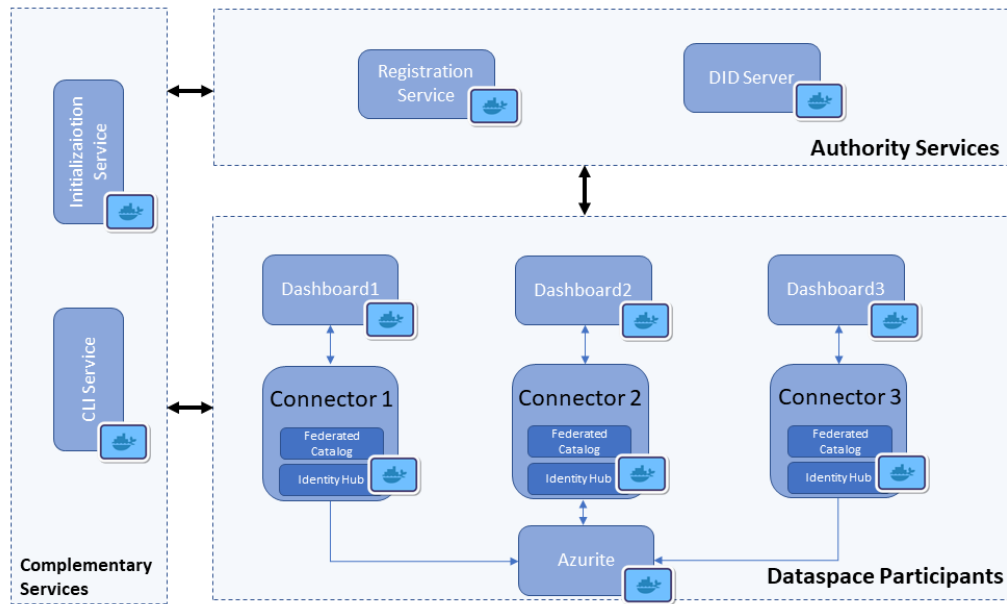 Initializaiotion
Service
CLI Service
Complementary
Services
Registration
Service
DID Server
Authority Services
Dashboard1
Dashboard2
Dashboard3
Connector 1
Federated
Catalog
Identity Hub
Connector 2
Federated
Catalog
Identity Hub
Connector 3
Federated
Catalog
Identity Hub
Azurite
Dataspace Participants